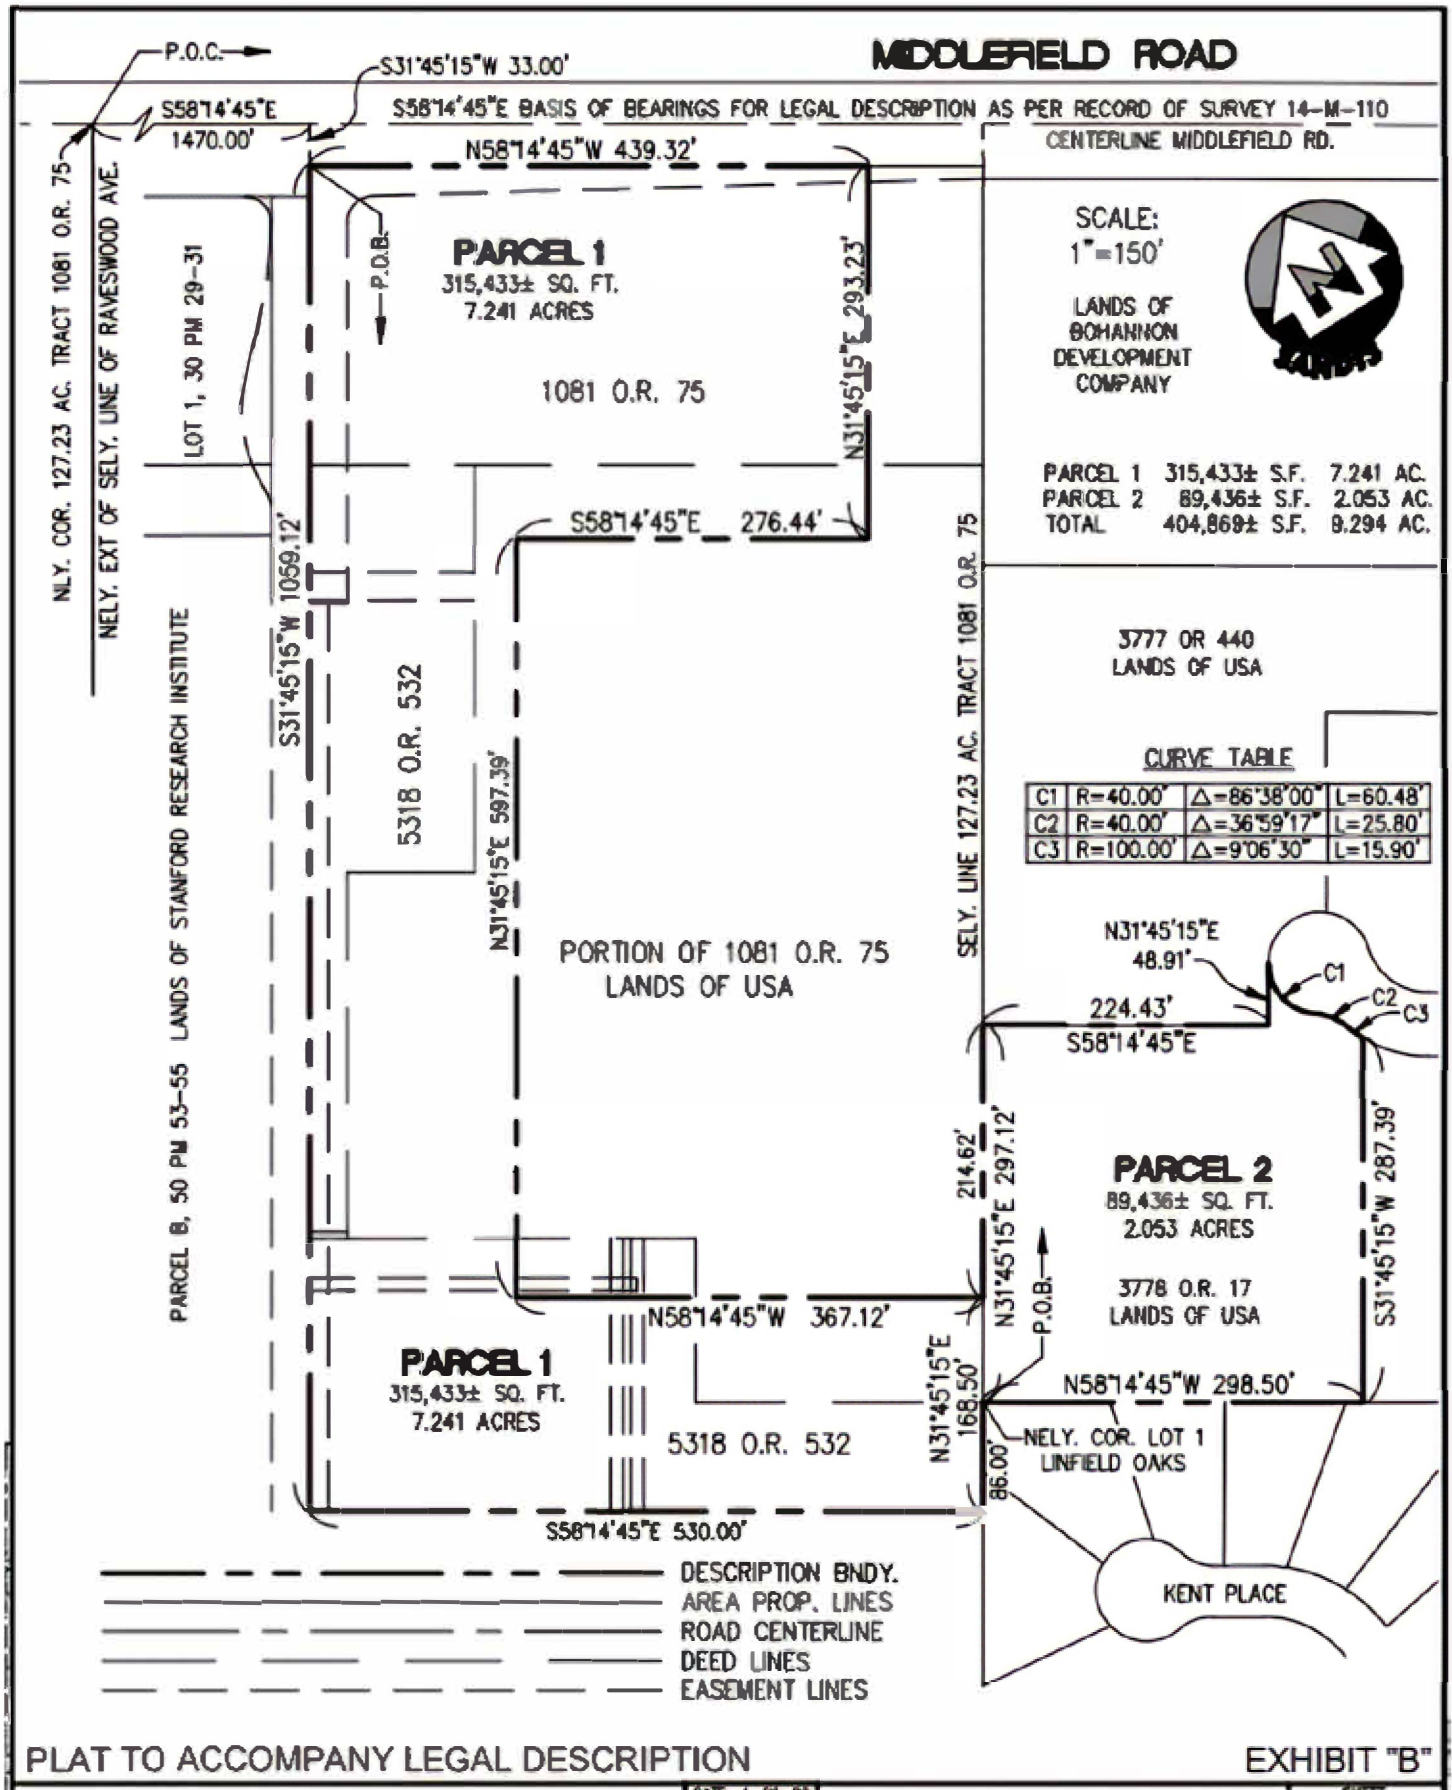 P.O.C.
MIDDLEFIELD ROAD
S31°45'15"W 33.00'
S58°14'45"E
1470.00'
S58°14'45"E BASIS OF BEARINGS FOR LEGAL DESCRIPTION AS PER RECORD OF SURVEY 14-M-110
CENTERLINE MIDDLEFIELD RD.
N58°14'45"W 439.32'
NLY. COR. 127.23 AC. TRACT 1081 O.R. 75
NELY. EXT OF SELY. LINE OF RAVESWOOD AVE.
LOT 1, 30 PM 29-31
P.O.B.
PARCEL 1
315,433± SQ. FT.
7.241 ACRES
1081 O.R. 75
N31°45'15"E 293.23'
SCALE:
1"=150'
LANDS OF
BOHANNON
DEVELOPMENT
COMPANY
N
PARCEL 1 315,433± S.F. 7.241 AC.
PARCEL 2 89,436± S.F. 2.053 AC.
TOTAL 404,869± S.F. 9.294 AC.
S58°14'45"E 276.44'
S31°45'15"W 1059.12'
PARCEL B, 50 PM 53-55 LANDS OF STANFORD RESEARCH INSTITUTE
5318 O.R. 532
N31°45'15"E 597.39'
SELY. LINE 127.23 AC. TRACT 1081 O.R. 75
3777 OR 440
LANDS OF USA
CURVE TABLE
C1 R=40.00' △=86°38'00" L=60.48'
C2 R=40.00' △=36°59'17" L=25.80'
C3 R=100.00' △=9°06'30" L=15.90'
PORTION OF 1081 O.R. 75
LANDS OF USA
N31°45'15"E
48.91'
C1
C2
C3
224.43'
S58°14'45"E
214.62'
N31°45'15"E 297.12'
PARCEL 2
89,436± SQ. FT.
2.053 ACRES
3778 O.R. 17
LANDS OF USA
S31°45'15"W 287.39'
P.O.B.
N58°14'45"W 367.12'
N58°14'45"W 298.50'
PARCEL 1
315,433± SQ. FT.
7.241 ACRES
5318 O.R. 532
N31°45'15"E
168.50'
86.00'
NELY. COR. LOT 1
LINFIELD OAKS
S58°14'45"E 530.00'
KENT PLACE
DESCRIPTION BNDY.
AREA PROP. LINES
ROAD CENTERLINE
DEED LINES
EASEMENT LINES
PLAT TO ACCOMPANY LEGAL DESCRIPTION
EXHIBIT "B"